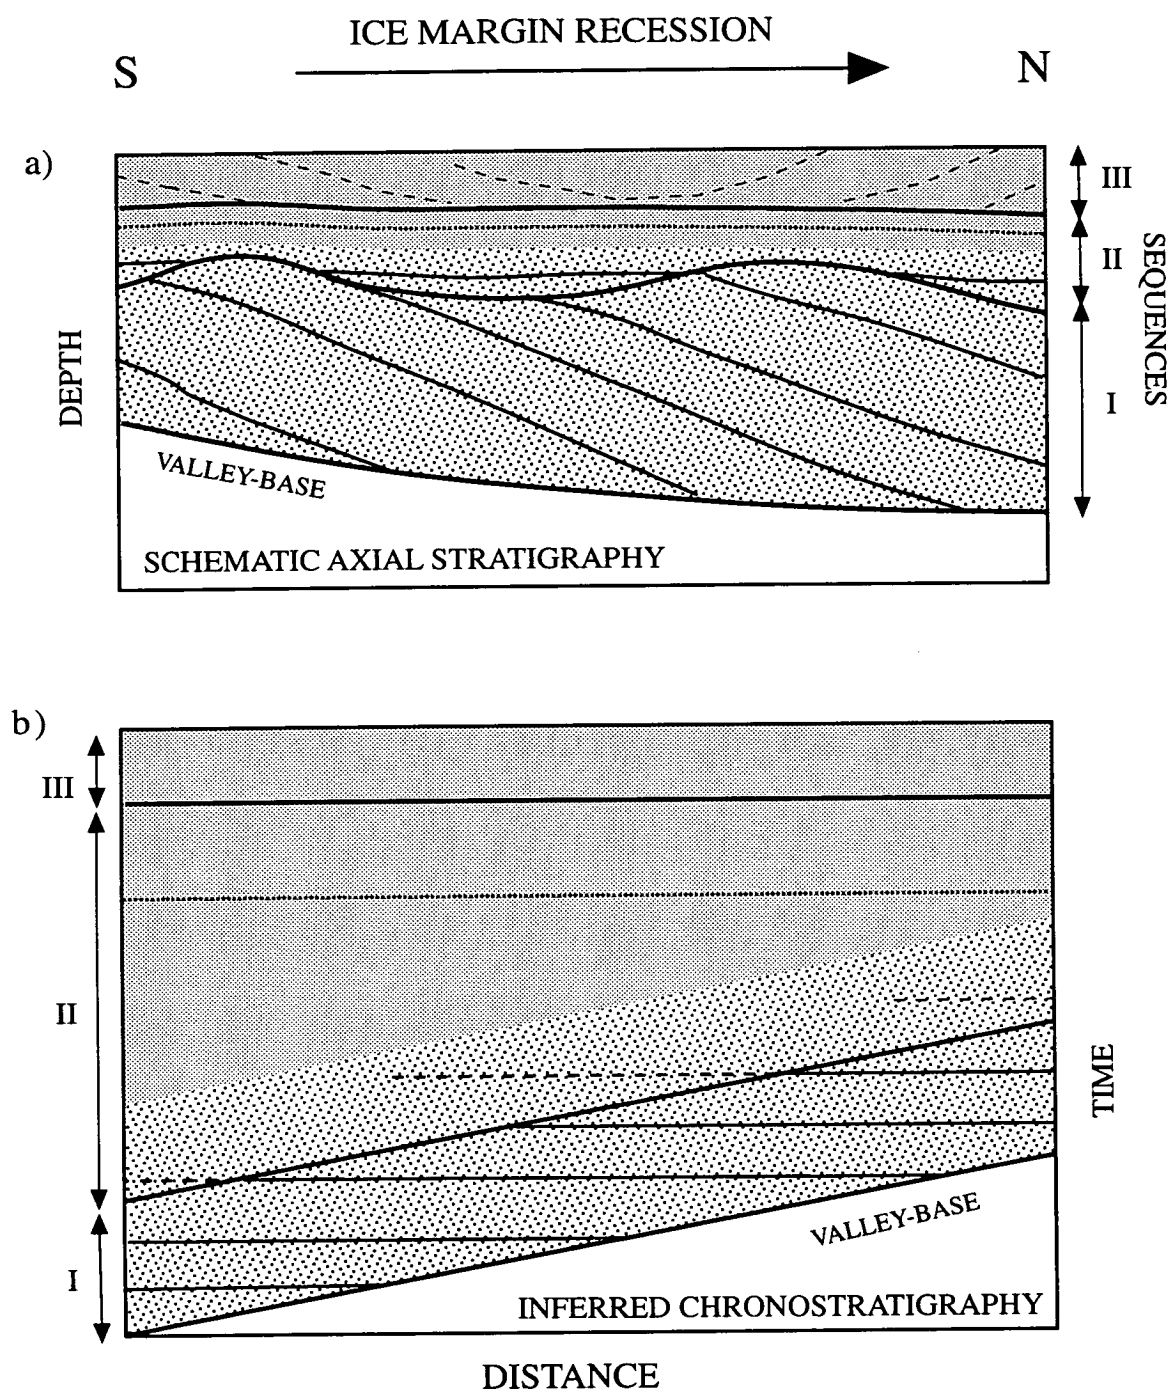 ICE MARGIN RECESSION
S
N
a)
III
II
I
SEQUENCES
DEPTH
VALLEY-BASE
SCHEMATIC AXIAL STRATIGRAPHY
b)
III
II
I
TIME
VALLEY-BASE
INFERRED CHRONOSTRATIGRAPHY
DISTANCE